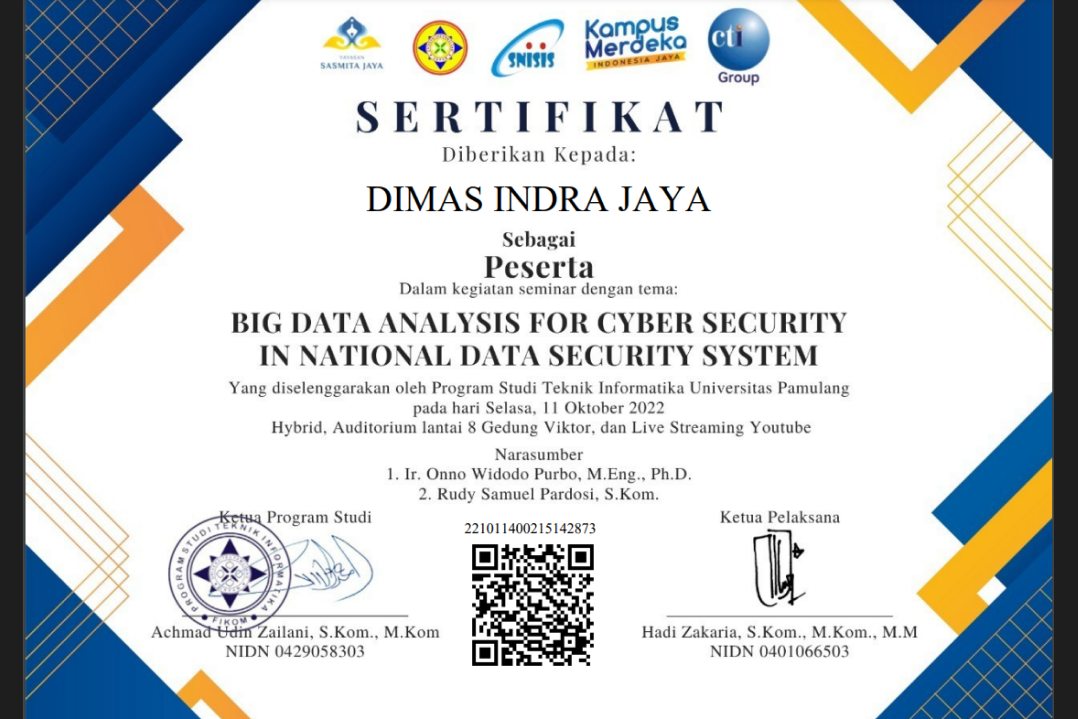 YAYASAN
SASMITA JAYA
SNISIS
Kampus
Merdeka
INDONESIA JAYA
cti
Group
SERTIFIKAT
Diberikan Kepada:
DIMAS INDRA JAYA
Sebagai
Peserta
Dalam kegiatan seminar dengan tema:
BIG DATA ANALYSIS FOR CYBER SECURITY
IN NATIONAL DATA SECURITY SYSTEM
Yang diselenggarakan oleh Program Studi Teknik Informatika Universitas Pamulang
pada hari Selasa, 11 Oktober 2022
Hybrid, Auditorium lantai 8 Gedung Viktor, dan Live Streaming Youtube
Narasumber
1. Ir. Onno Widodo Purbo, M.Eng., Ph.D.
2. Rudy Samuel Pardosi, S.Kom.
Ketua Program Studi
PROGRAM STUDI TEKNIK INFORMATIKA
FIKOM
Achmad Udin Zailani, S.Kom., M.Kom
NIDN 0429058303
221011400215142873
Ketua Pelaksana
Hadi Zakaria, S.Kom., M.Kom., M.M
NIDN 0401066503